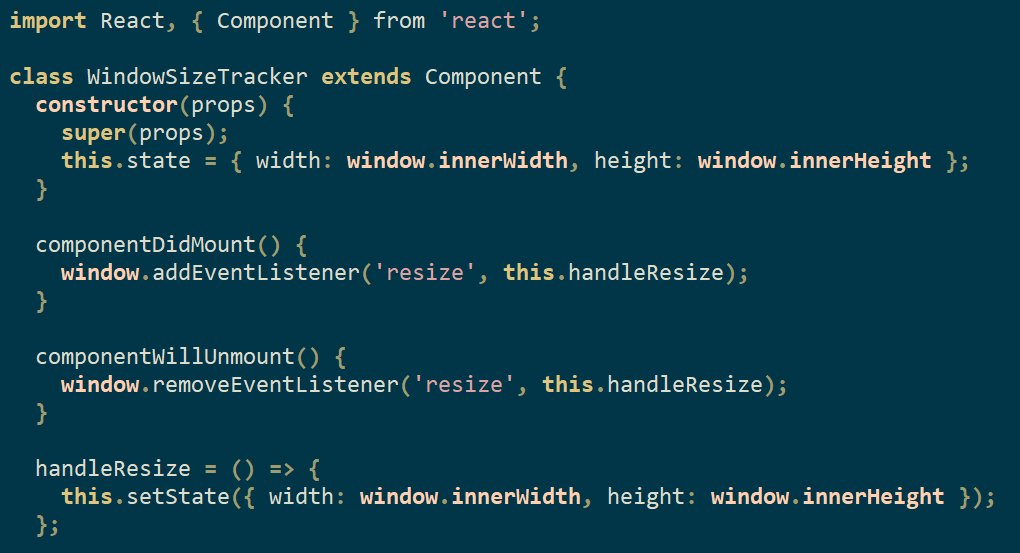 import React, { Component } from 'react';
class WindowSizeTracker extends Component {
constructor(props) {
super(props);
this.state = { width: window.innerWidth, height: window.innerHeight };
}
componentDidMount() {
window.addEventListener('resize', this.handleResize);
}
componentWillUnmount() {
window.removeEventListener('resize', this.handleResize);
}
handleResize = () => {
this.setState({ width: window.innerWidth, height: window.innerHeight });
};